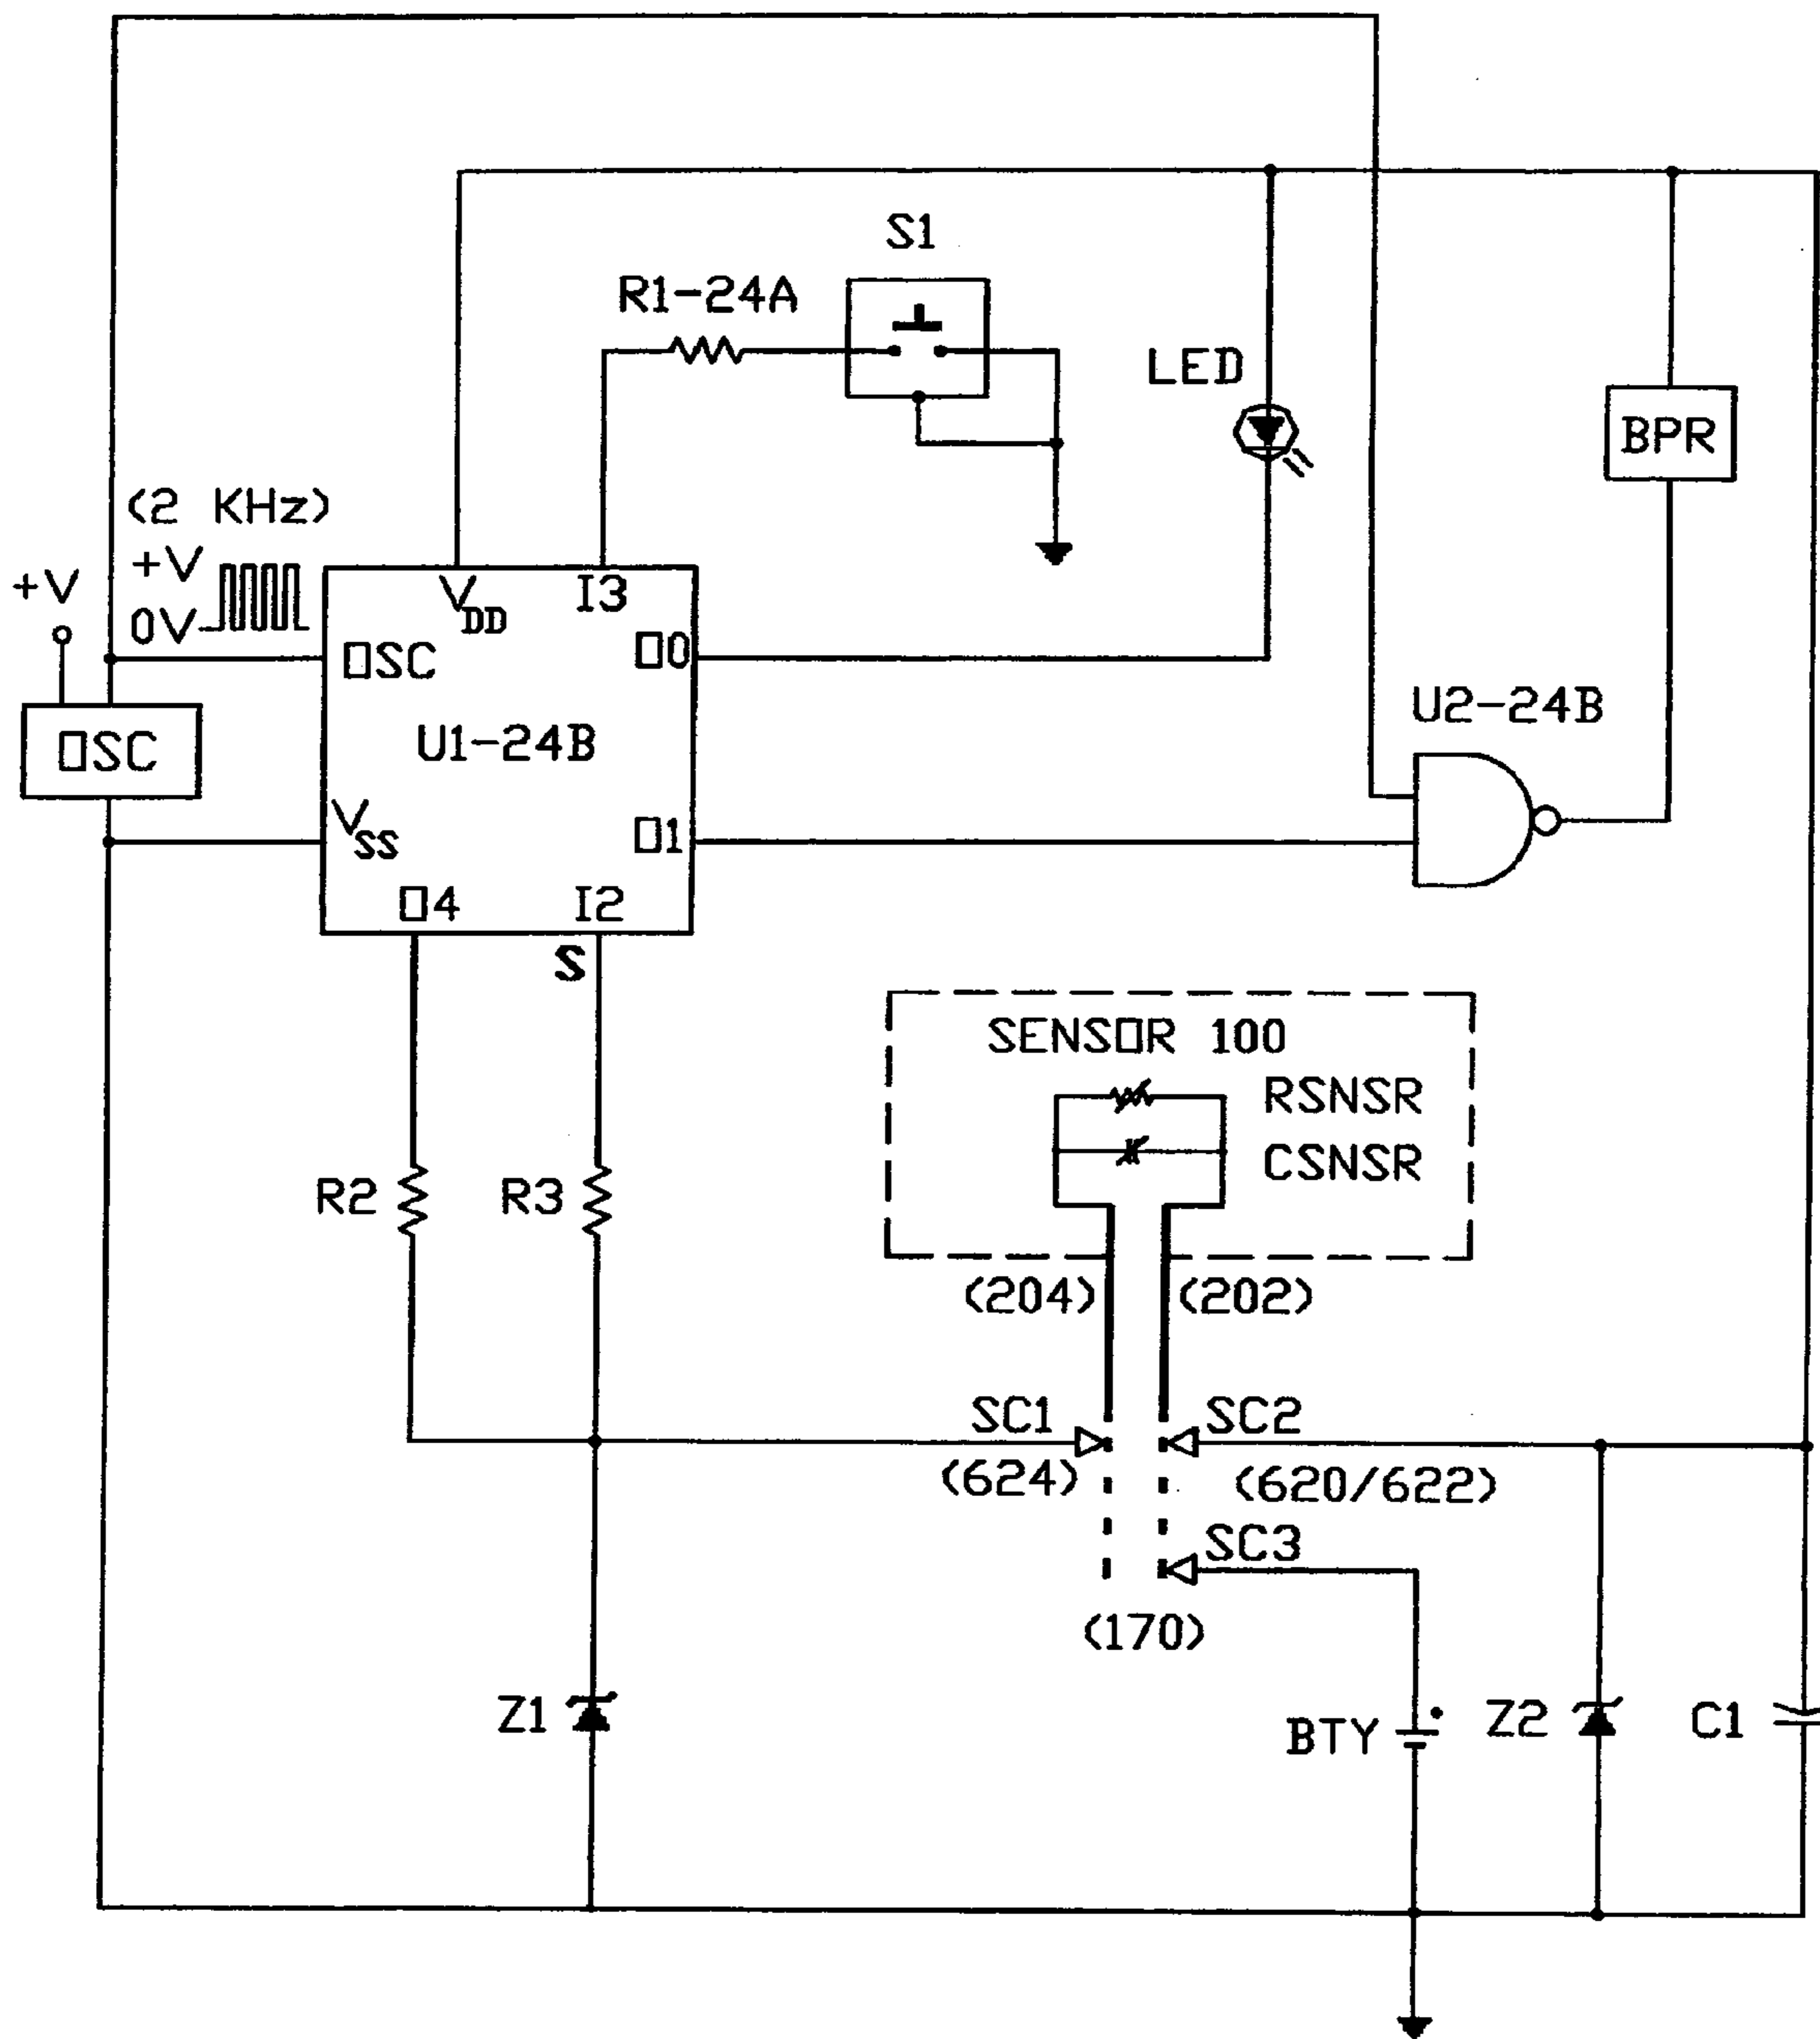 S1
R1-24A
LED
BPR
(2 KHz)
+V
+V
0V
VDD
I3
OSC
O0
U2-24B
OSC
U1-24B
VSS
O1
O4
I2
S
SENSOR 100
RSNSR
CSNSR
R2
R3
(204)
(202)
SC1
SC2
(624)
(620/622)
SC3
(170)
Z1
BTY
Z2
C1